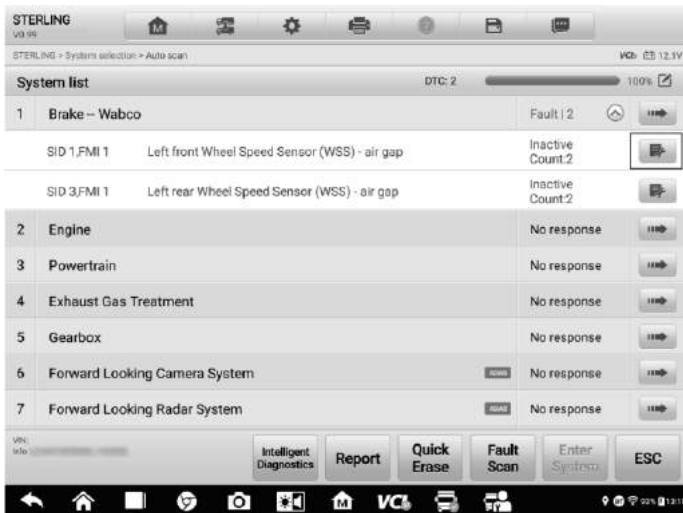 STERLING
V0.99
STERLING > System selection > Auto scan
VCI: 12.1V
System list DTC: 2 100%
1 Brake – Wabco Fault | 2
SID 1,FMI 1 Left front Wheel Speed Sensor (WSS) - air gap Inactive
Count:2
SID 3,FMI 1 Left rear Wheel Speed Sensor (WSS) - air gap Inactive
Count:2
2 Engine No response
3 Powertrain No response
4 Exhaust Gas Treatment No response
5 Gearbox No response
6 Forward Looking Camera System ADAS No response
7 Forward Looking Radar System ADAS No response
VIN:
Info
Intelligent
Diagnostics
Report
Quick
Erase
Fault
Scan
Enter
System
ESC
VCI
93% 13:11